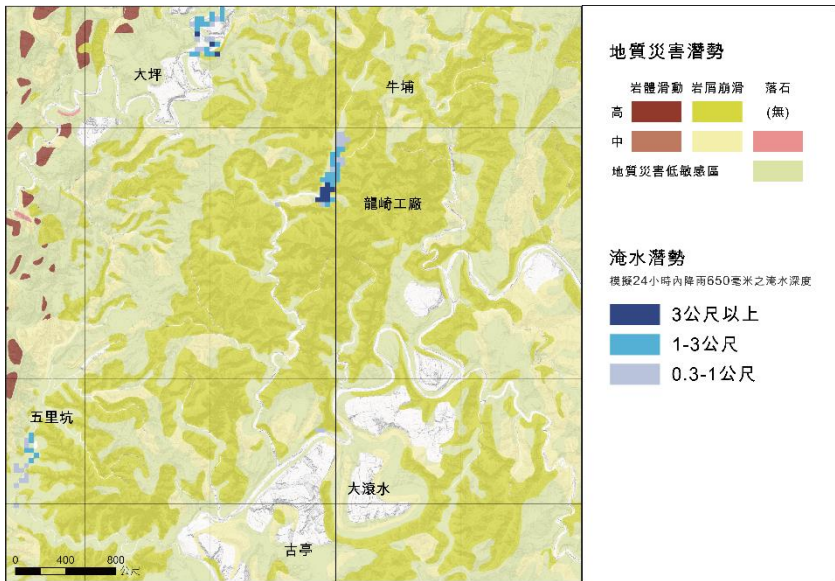 大坪
牛埔
龍崎工廠
五里坑
大滾水
古亭
0 400 800
公尺
地質災害潛勢
岩體滑動 岩屑崩滑 落石
高 (無)
中
地質災害低敏感區
淹水潛勢
模擬24小時內降雨650毫米之淹水深度
3公尺以上
1-3公尺
0.3-1公尺